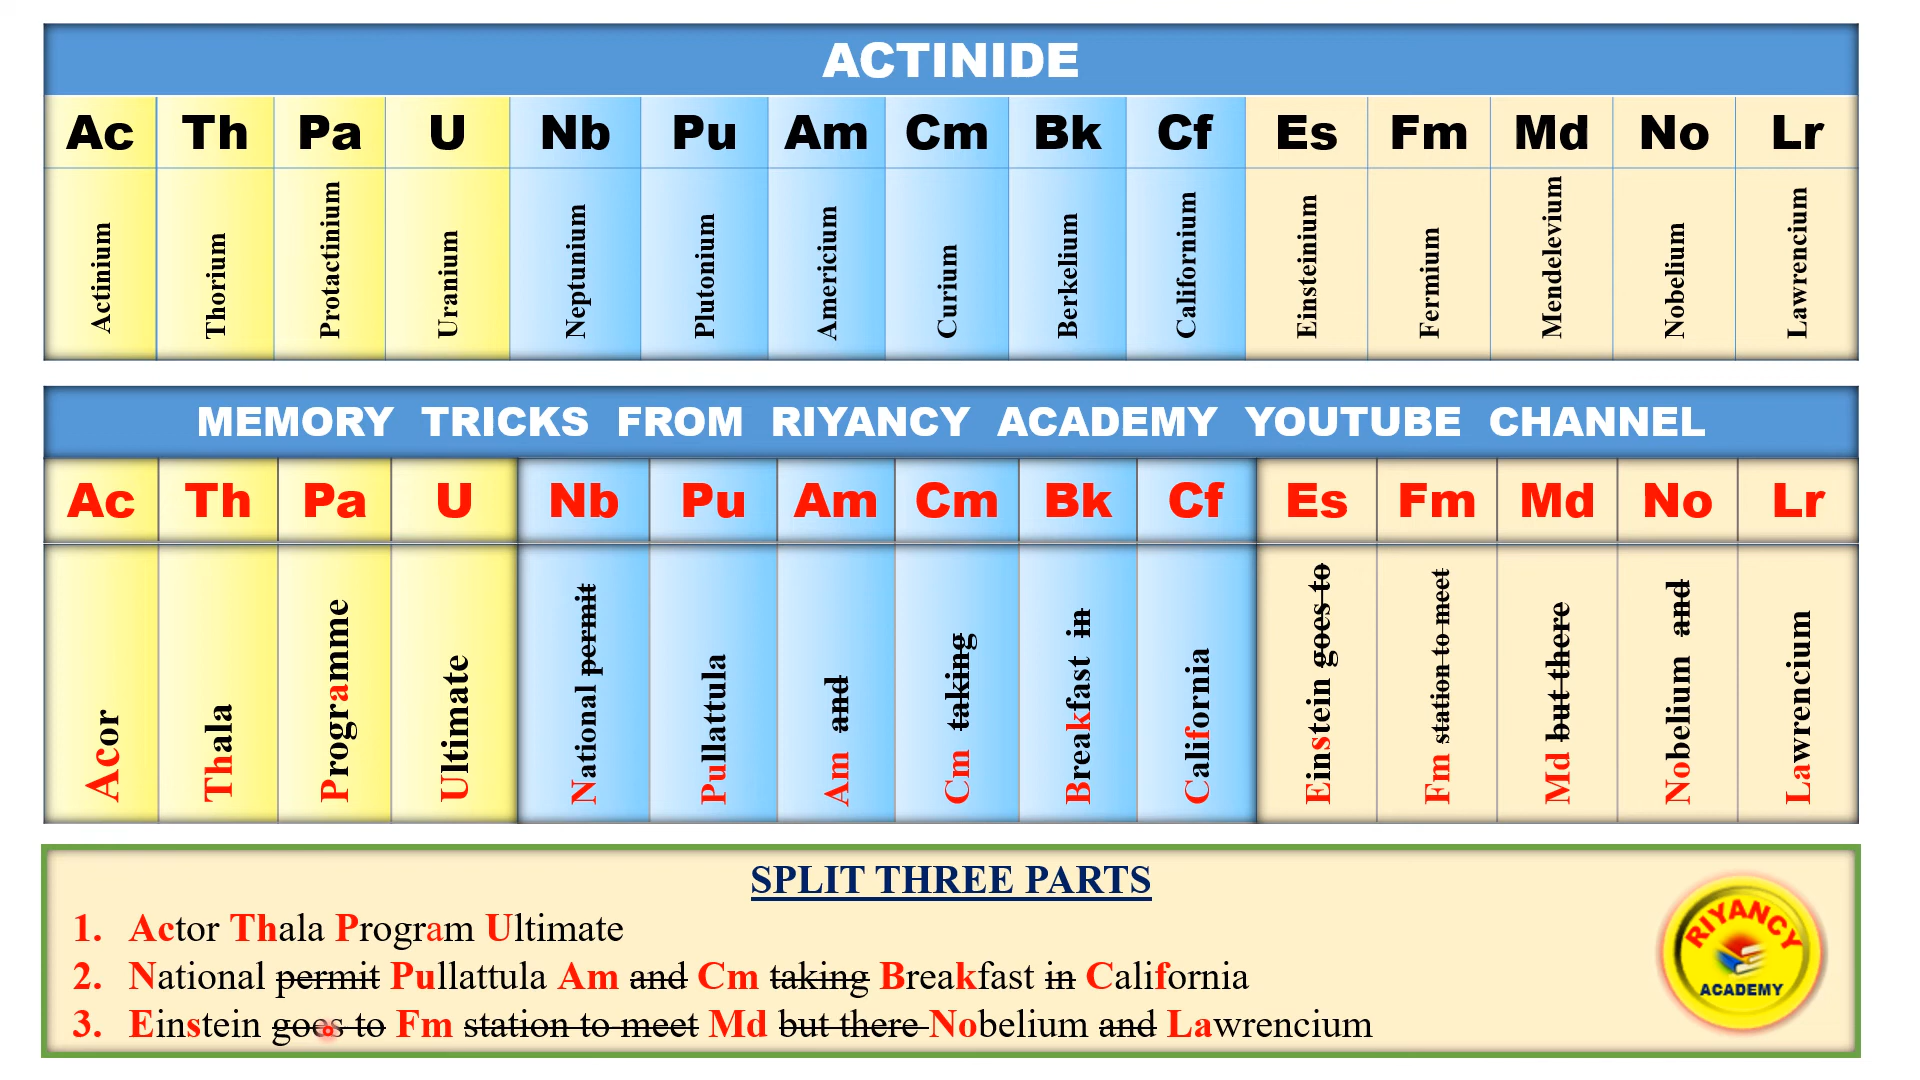 ACTINIDE
Ac Th Pa U Nb Pu Am Cm Bk Cf Es Fm Md No Lr
Actinium Thorium Protactinium Uranium Neptunium Plutonium Americium Curium Berkelium Californium Einsteinium Fermium Mendelevium Nobelium Lawrencium
MEMORY TRICKS FROM RIYANCY ACADEMY YOUTUBE CHANNEL
Ac Th Pa U Nb Pu Am Cm Bk Cf Es Fm Md No Lr
Acor Thala Programme Ultimate National permit Pullattula Am and Cm taking Breakfast in California Einstein goes to Fm station to meet Md but there Nobelium and Lawrencium
SPLIT THREE PARTS
1. Actor Thala Program Ultimate
2. National permit Pullattula Am and Cm taking Breakfast in California
3. Einstein goes to Fm station to meet Md but there Nobelium and Lawrencium
RIYANCY
ACADEMY